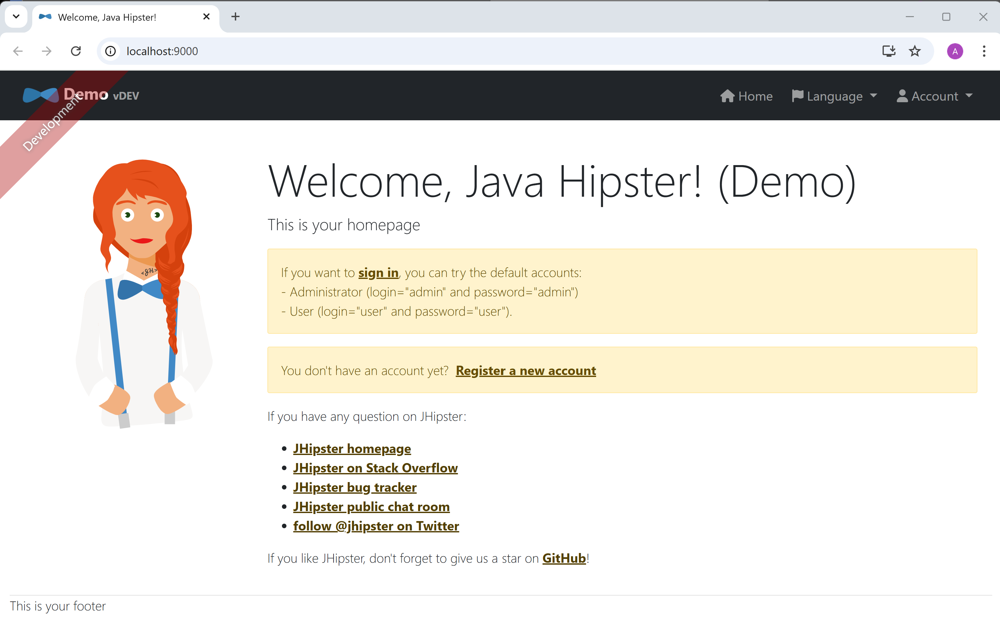 Welcome, Java Hipster!
localhost:9000
A
Demo vDEV
Home
Language
Account
Development
<JH>
Welcome, Java Hipster! (Demo)
This is your homepage
If you want to sign in, you can try the default accounts:
- Administrator (login="admin" and password="admin")
- User (login="user" and password="user").
You don't have an account yet? Register a new account
If you have any question on JHipster:
JHipster homepage
JHipster on Stack Overflow
JHipster bug tracker
JHipster public chat room
follow @jhipster on Twitter
If you like JHipster, don't forget to give us a star on GitHub!
This is your footer